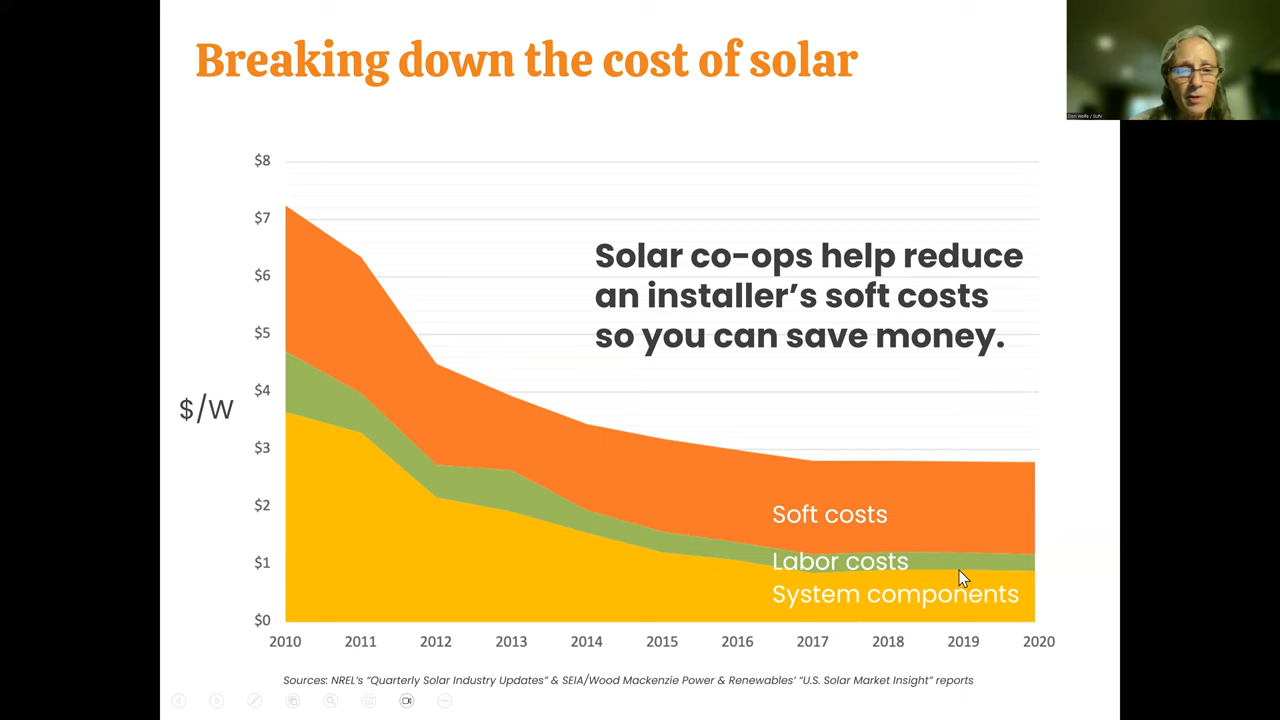 Breaking down the cost of solar
Dori Wolfe / SUN
$8
$7
$6
$5
$4
$3
$2
$1
$0
$/W
Solar co-ops help reduce
an installer’s soft costs
so you can save money.
Soft costs
Labor costs
System components
2010 2011 2012 2013 2014 2015 2016 2017 2018 2019 2020
Sources: NREL’s “Quarterly Solar Industry Updates” & SEIA/Wood Mackenzie Power & Renewables’ “U.S. Solar Market Insight” reports